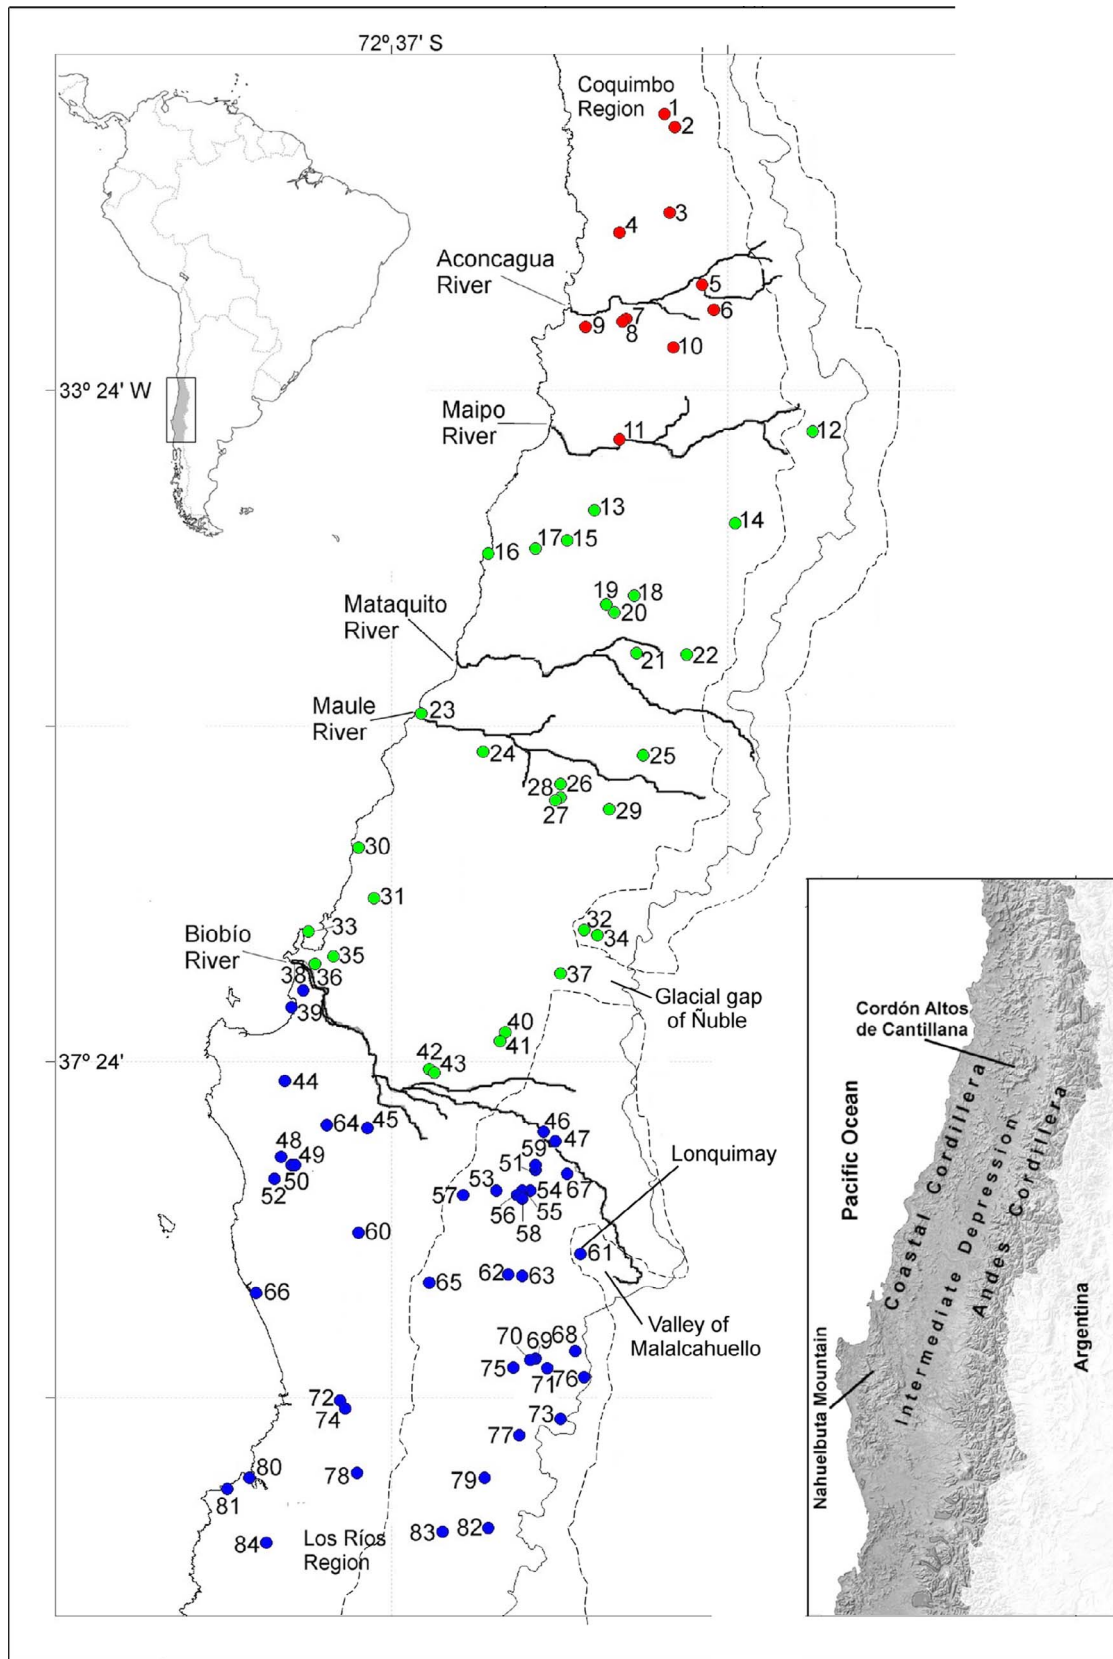 72º 37' S
Coquimbo
Region
1
2
3
4
Aconcagua
River
5
6
7
8
9
10
33º 24' W
Maipo
River
11
12
13
14
15
17
16
18
19
20
Mataquito
River
21
22
Maule
River
23
24
25
26
28
27
29
30
31
32
33
34
Biobío
River
35
36
37
38
39
Glacial gap
of Ñuble
40
41
37º 24'
42
43
44
64
45
46
47
48
49
50
52
59
51
Lonquimay
53
54
67
57
56
55
58
60
61
62
63
65
66
Valley of
Malalcahuello
70
69
68
75
71
76
72
74
73
77
78
79
80
81
82
83
84
Los Ríos
Region
Cordón Altos
de Cantillana
Pacific Ocean
Coastal Cordillera
Intermediate Depression
Andes Cordillera
Argentina
Nahuelbuta Mountain